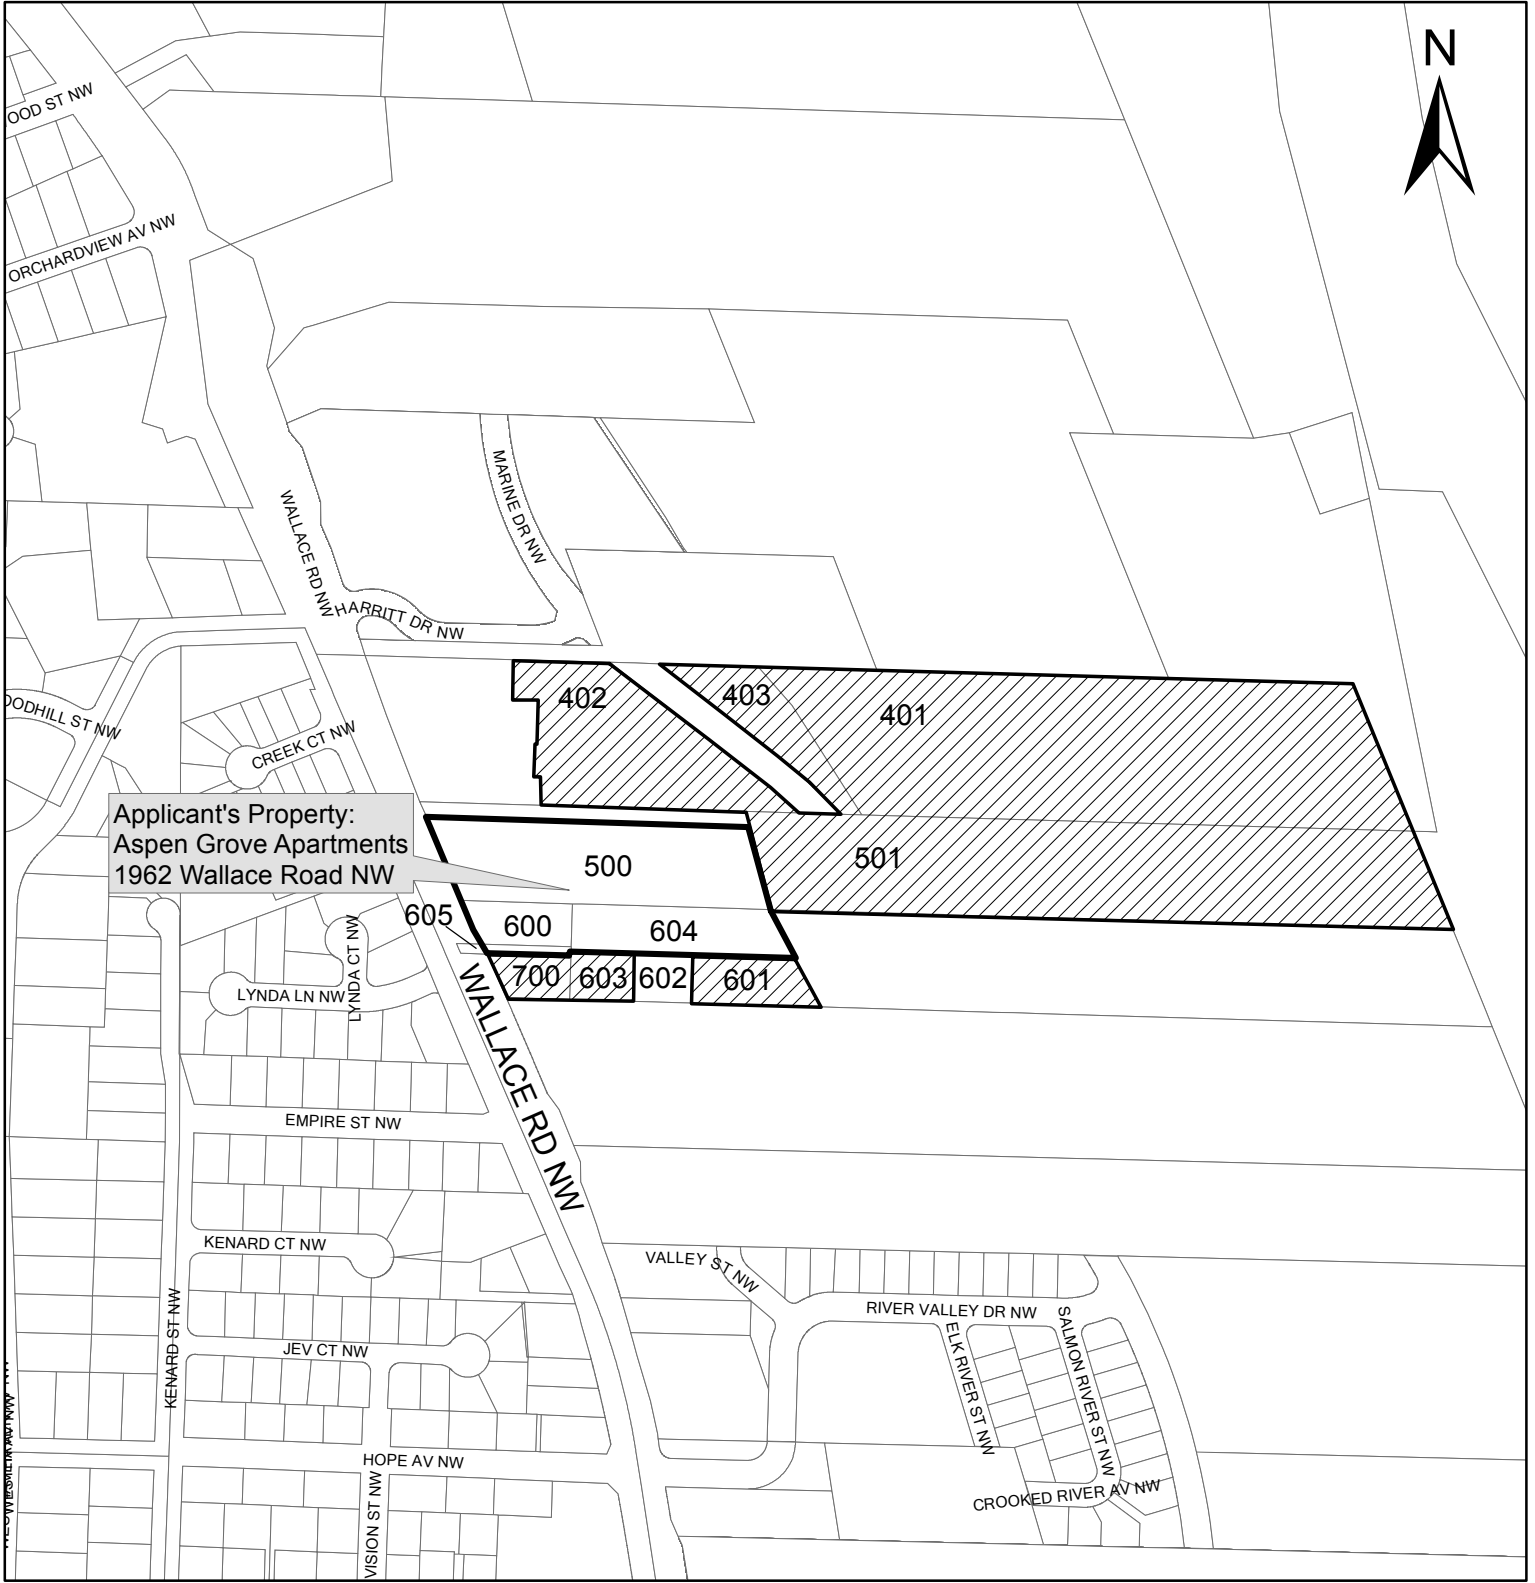 N
OOD ST NW
ORCHARDVIEW AV NW
MARINE DR NW
WALLACE RD NW
HARRITT DR NW
402
403
401
OODHILL ST NW
CREEK CT NW
Applicant's Property:
Aspen Grove Apartments
1962 Wallace Road NW
500
501
605
600
604
700
603
602
601
LYNDA CT NW
LYNDA LN NW
WALLACE RD NW
EMPIRE ST NW
KENARD CT NW
VALLEY ST NW
RIVER VALLEY DR NW
KENARD ST NW
JEV CT NW
ELK RIVER ST NW
SALMON RIVER ST NW
HOPE AV NW
VISION ST NW
CROOKED RIVER AV NW